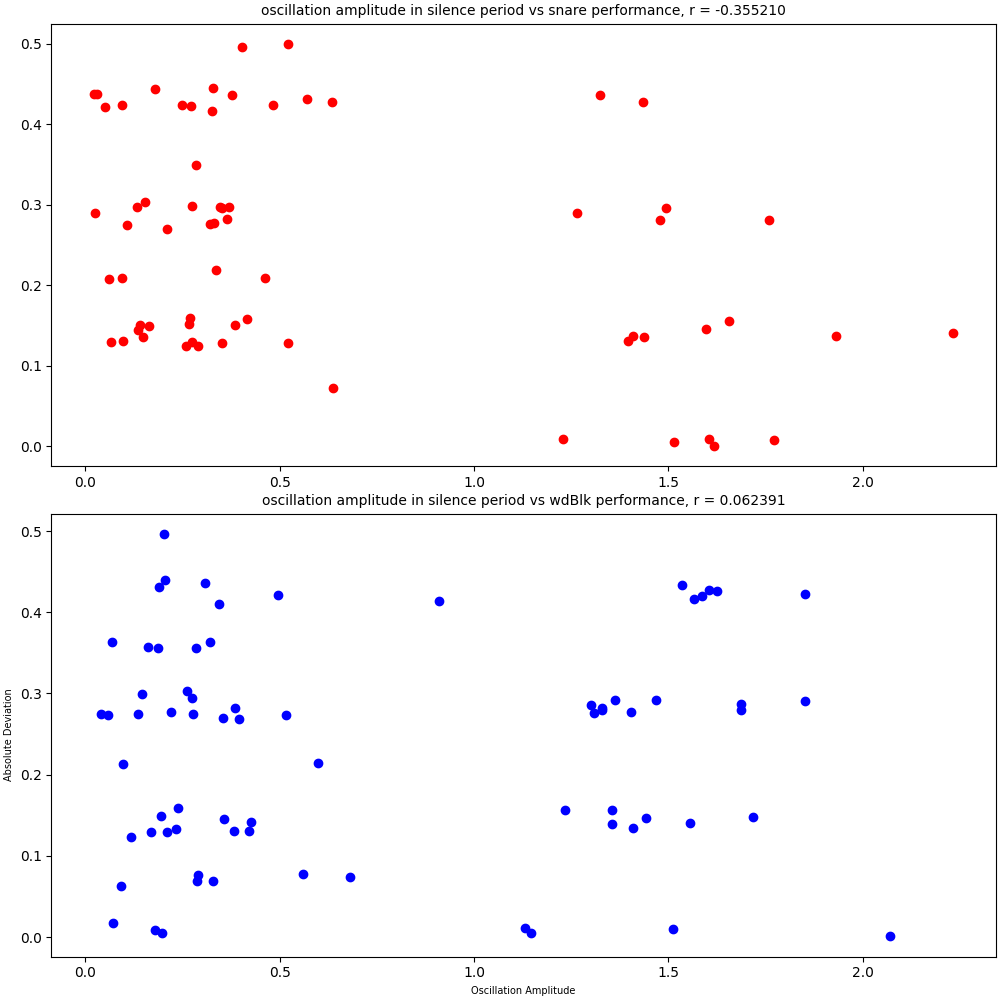 oscillation amplitude in silence period vs snare performance, r = -0.355210
0.5
0.4
0.3
0.2
0.1
0.0
0.0 0.5 1.0 1.5 2.0
oscillation amplitude in silence period vs wdBlk performance, r = 0.062391
Absolute Deviation
0.5
0.4
0.3
0.2
0.1
0.0
0.0 0.5 1.0 1.5 2.0
Oscillation Amplitude